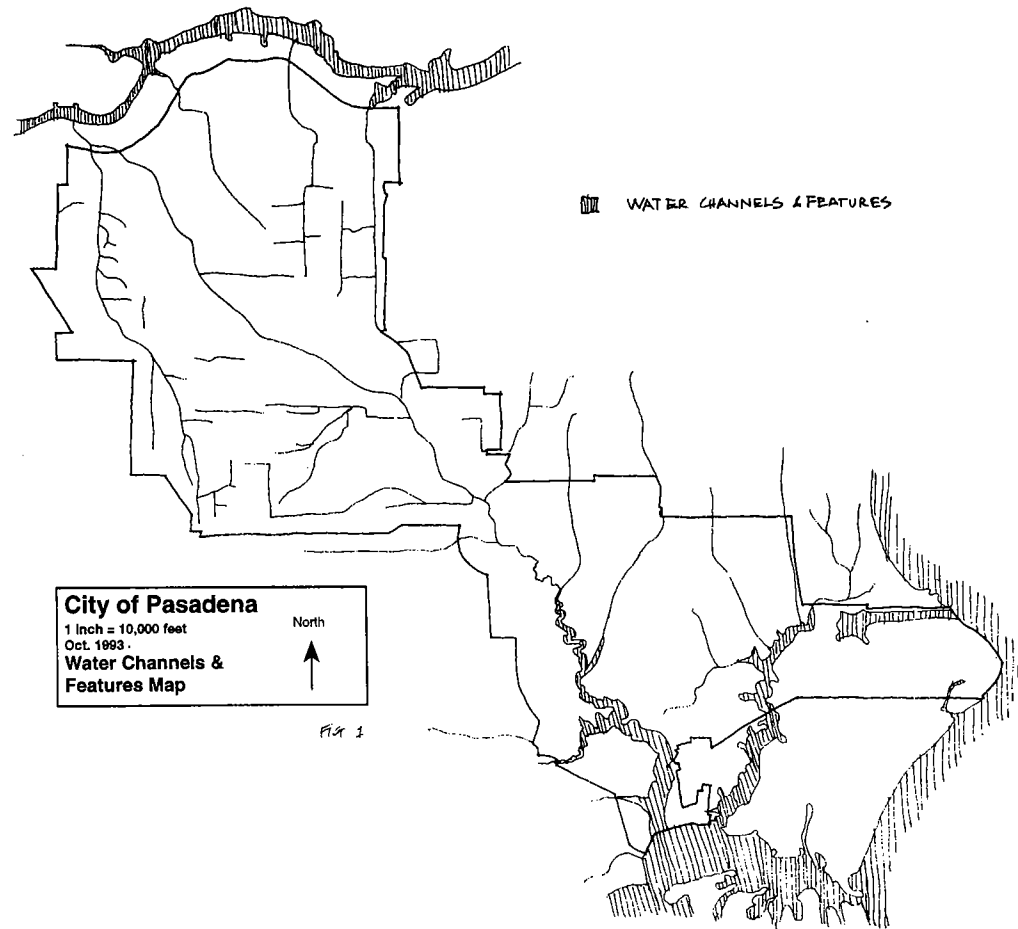 WATER CHANNELS & FEATURES
City of Pasadena
1 Inch = 10,000 feet
Oct. 1993
Water Channels &
Features Map
North
FIG 1